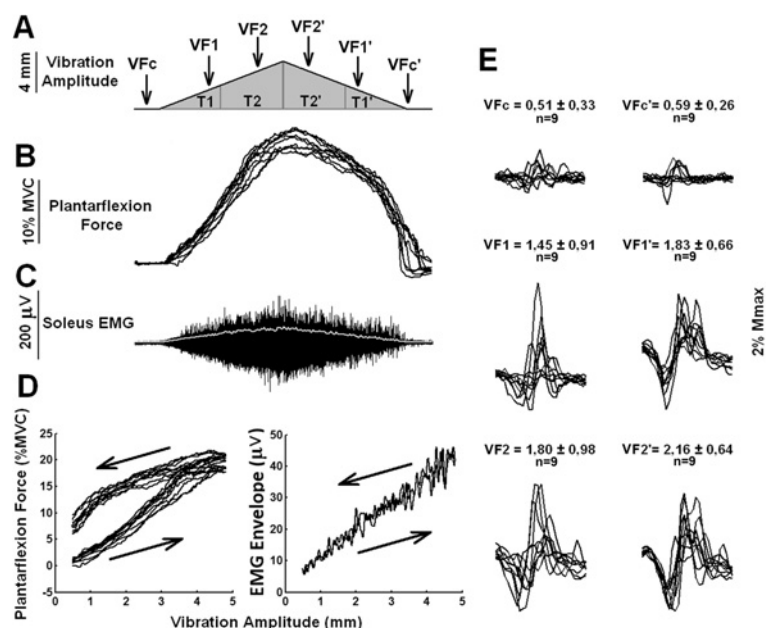 A
4 mm
Vibration
Amplitude
VFc
VF1
VF2
VF2'
VF1'
VFc'
T1
T2
T2'
T1'
B
10% MVC
Plantarflexion
Force
C
200 µV
Soleus EMG
D
Plantarflexion Force (%MVC)
25
20
15
10
5
0
-5
0
1
2
3
4
5
EMG Envelope (µV)
50
40
30
20
10
0
0
1
2
3
4
5
Vibration Amplitude (mm)
E
VFc = 0,51 ± 0,33
n=9
VFc' = 0,59 ± 0,26
n=9
VF1 = 1,45 ± 0,91
n=9
VF1'= 1,83 ± 0,66
n=9
VF2 = 1,80 ± 0,98
n=9
VF2'= 2,16 ± 0,64
n=9
2% Mmax